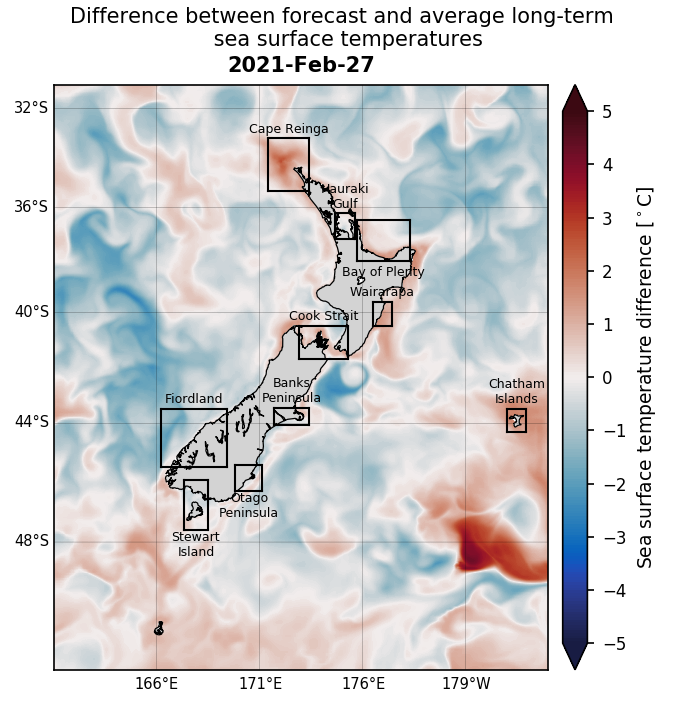 Difference between forecast and average long-term
sea surface temperatures
2021-Feb-27
32°S
36°S
40°S
44°S
48°S
166°E
171°E
176°E
179°W
Cape Reinga
Hauraki
Gulf
Bay of Plenty
Wairarapa
Cook Strait
Banks
Peninsula
Fiordland
Chatham
Islands
Otago
Peninsula
Stewart
Island
5
4
3
2
1
0
−1
−2
−3
−4
−5
Sea surface temperature difference [°C]